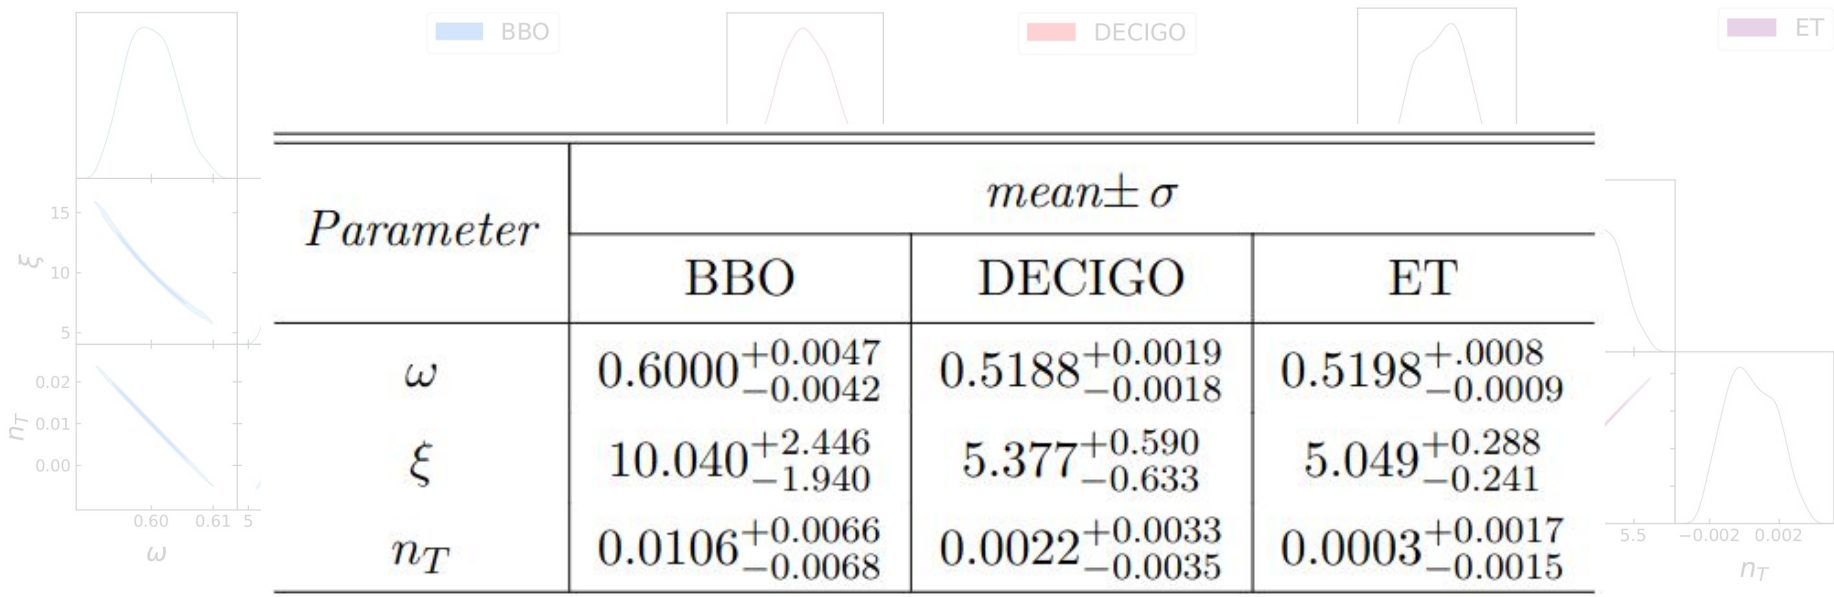 BBO
DECIGO
ET
Parameter
mean± σ
BBO DECIGO ET
ω 0.6000+0.0047−0.0042 0.5188+0.0019−0.0018 0.5198+.0008−0.0009
ξ 10.040+2.446−1.940 5.377+0.590−0.633 5.049+0.288−0.241
n_T 0.0106+0.0066−0.0068 0.0022+0.0033−0.0035 0.0003+0.0017−0.0015
15
ξ 10
5
0.02
n_T 0.01
0.00
0.60 0.61 5
ω
5.5 −0.002 0.002
n_T